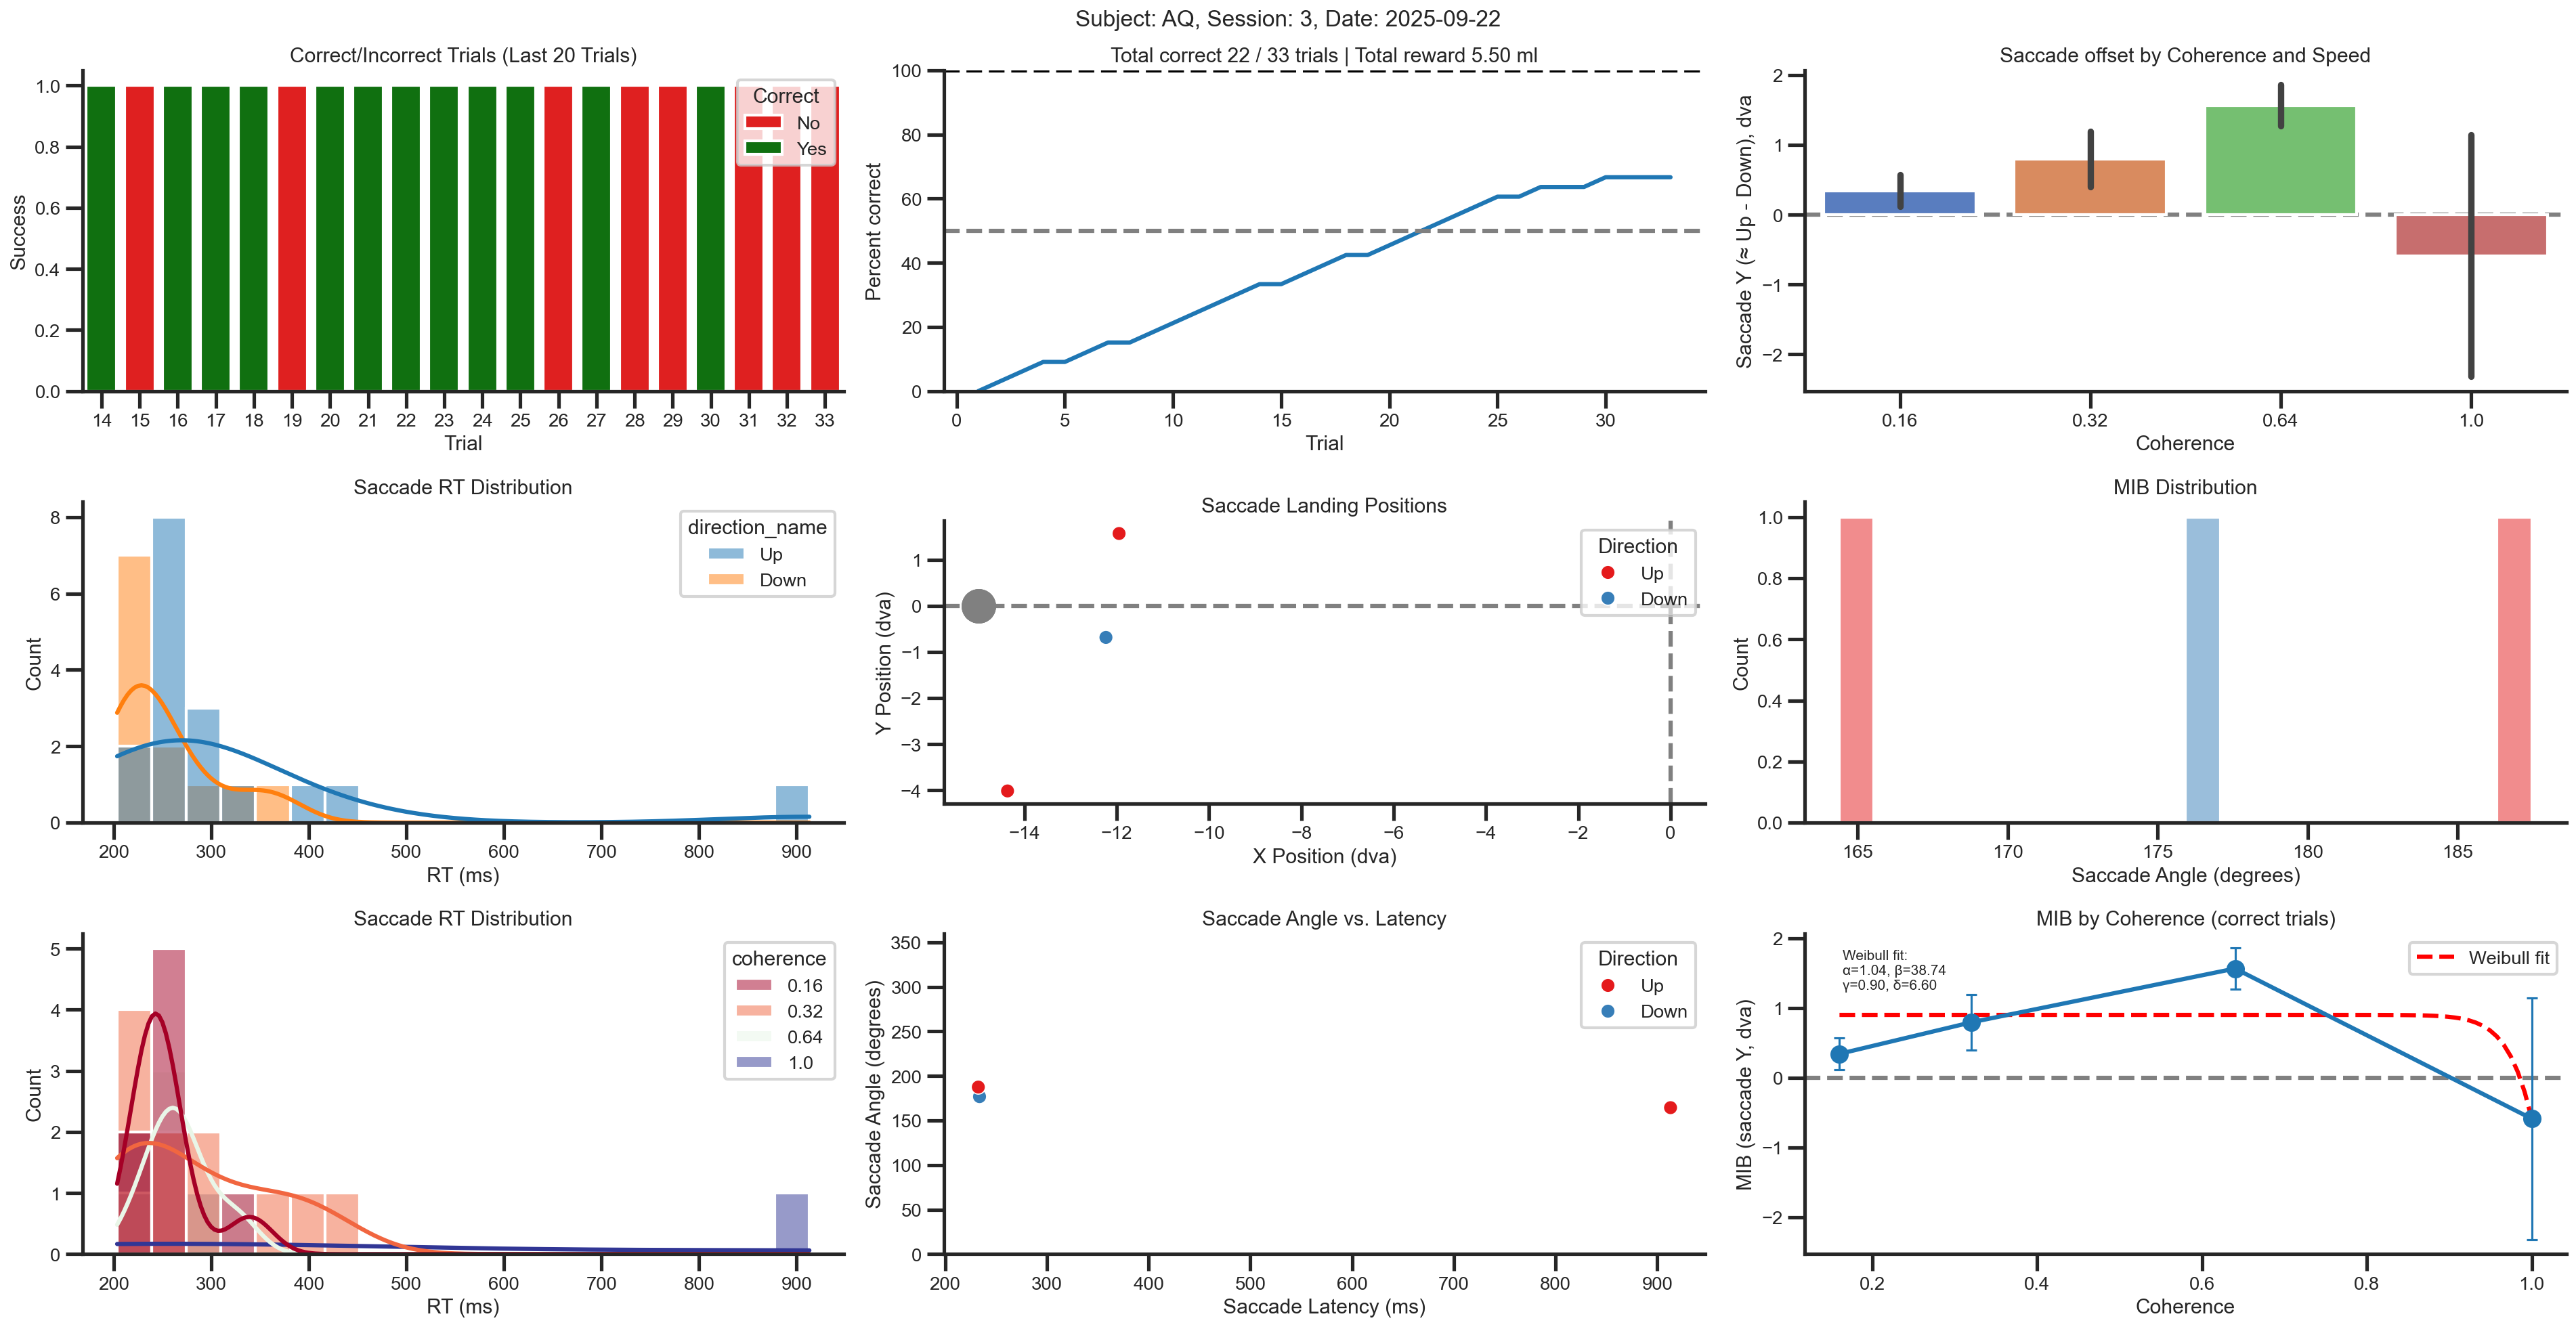 Subject: AQ, Session: 3, Date: 2025-09-22
Correct/Incorrect Trials (Last 20 Trials)
Success
1.0
0.8
0.6
0.4
0.2
0.0
14 15 16 17 18 19 20 21 22 23 24 25 26 27 28 29 30 31 32 33
Trial
Correct
No
Yes
Total correct 22 / 33 trials | Total reward 5.50 ml
Percent correct
100
80
60
40
20
0
0 5 10 15 20 25 30
Trial
Saccade offset by Coherence and Speed
Saccade Y (≈ Up - Down), dva
2
1
0
−1
−2
0.16 0.32 0.64 1.0
Coherence
Saccade RT Distribution
Count
8
6
4
2
0
200 300 400 500 600 700 800 900
RT (ms)
direction_name
Up
Down
Saccade Landing Positions
Y Position (dva)
1
0
−1
−2
−3
−4
−14 −12 −10 −8 −6 −4 −2 0
X Position (dva)
Direction
Up
Down
MIB Distribution
Count
1.0
0.8
0.6
0.4
0.2
0.0
165 170 175 180 185
Saccade Angle (degrees)
Saccade RT Distribution
Count
5
4
3
2
1
0
200 300 400 500 600 700 800 900
RT (ms)
coherence
0.16
0.32
0.64
1.0
Saccade Angle vs. Latency
Saccade Angle (degrees)
350
300
250
200
150
100
50
0
200 300 400 500 600 700 800 900
Saccade Latency (ms)
Direction
Up
Down
MIB by Coherence (correct trials)
MIB (saccade Y, dva)
2
1
0
−1
−2
0.2 0.4 0.6 0.8 1.0
Coherence
Weibull fit:
α=1.04, β=38.74
γ=0.90, δ=6.60
Weibull fit